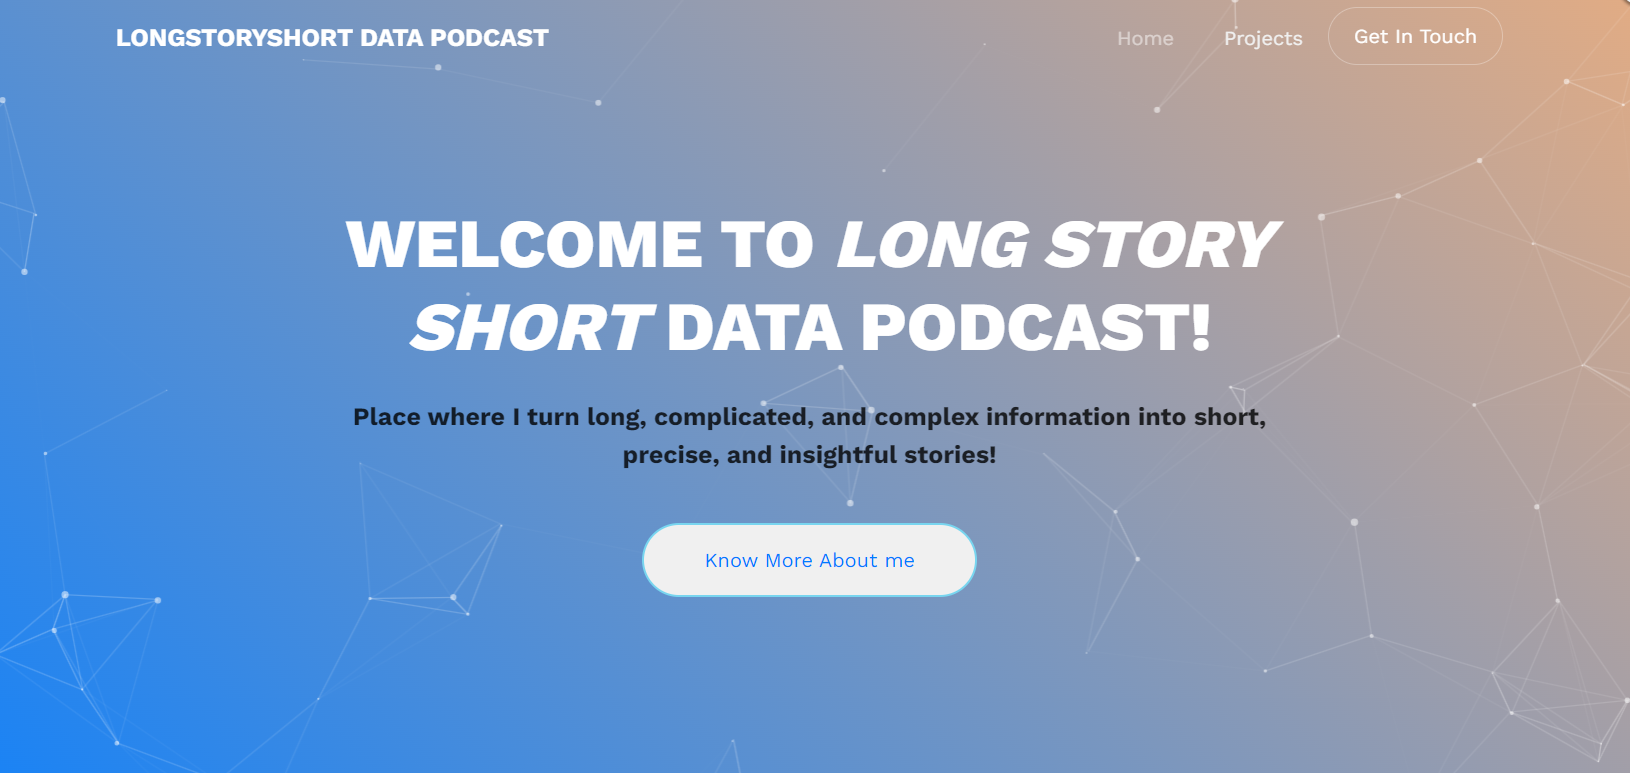 LONGSTORYSHORT DATA PODCAST
Home
Projects
Get In Touch
WELCOME TO LONG STORY
SHORT DATA PODCAST!
Place where I turn long, complicated, and complex information into short,
precise, and insightful stories!
Know More About me